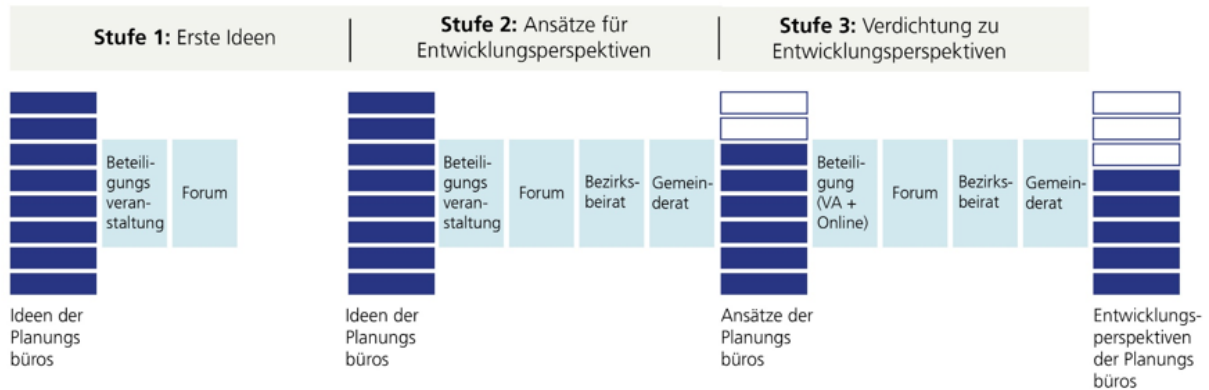 Stufe 1: Erste Ideen
Stufe 2: Ansätze für
Entwicklungsperspektiven
Stufe 3: Verdichtung zu
Entwicklungsperspektiven
Beteili-
gungs
veran-
staltung
Forum
Beteili-
gungs
veran-
staltung
Forum
Bezirks-
beirat
Gemein-
derat
Beteili-
gung
(VA +
Online)
Forum
Bezirks-
beirat
Gemein-
derat
Ideen der
Planungs
büros
Ideen der
Planungs
büros
Ansätze der
Planungs
büros
Entwicklungs-
perspektiven
der Planungs
büros